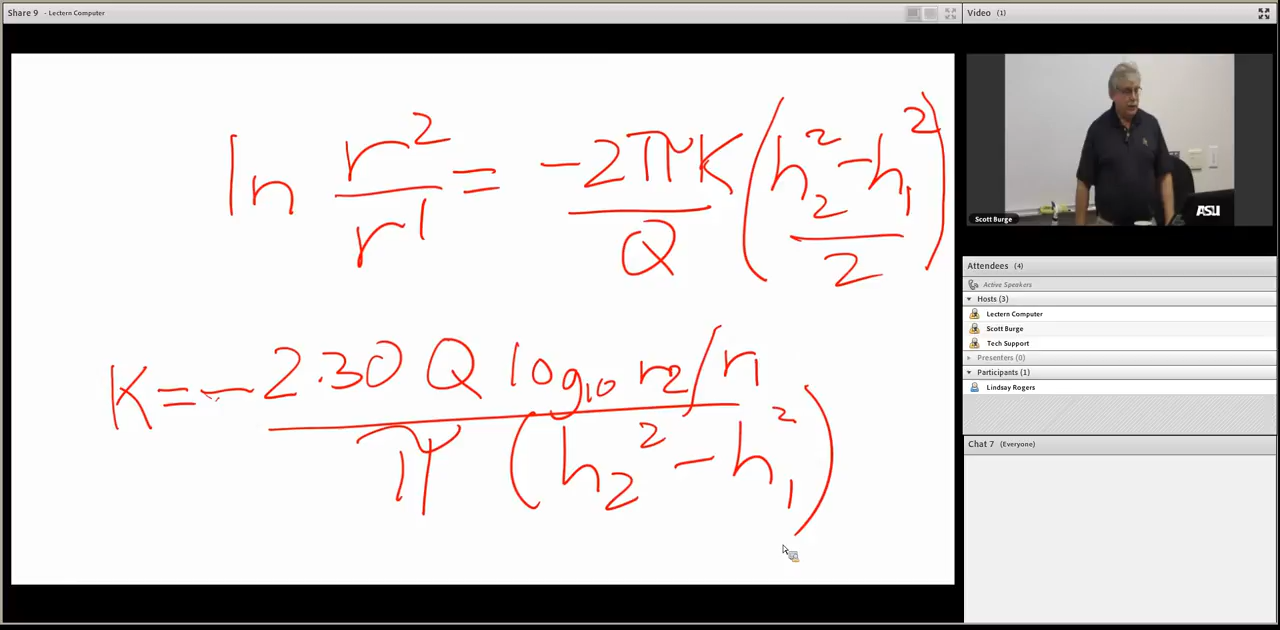 Share 9 - Lectern Computer
Video (1)
ln r2/r1 = -2πK/Q (h₂² - h₁²/2)
K = - 2.30 Q log₁₀ r₂/r₁
π (h₂² - h₁²)
ASU
Scott Burge
Attendees (4)
Active Speakers
Hosts (3)
Lectern Computer
Scott Burge
Tech Support
Presenters (0)
Participants (1)
Lindsay Rogers
Chat 7 (Everyone)